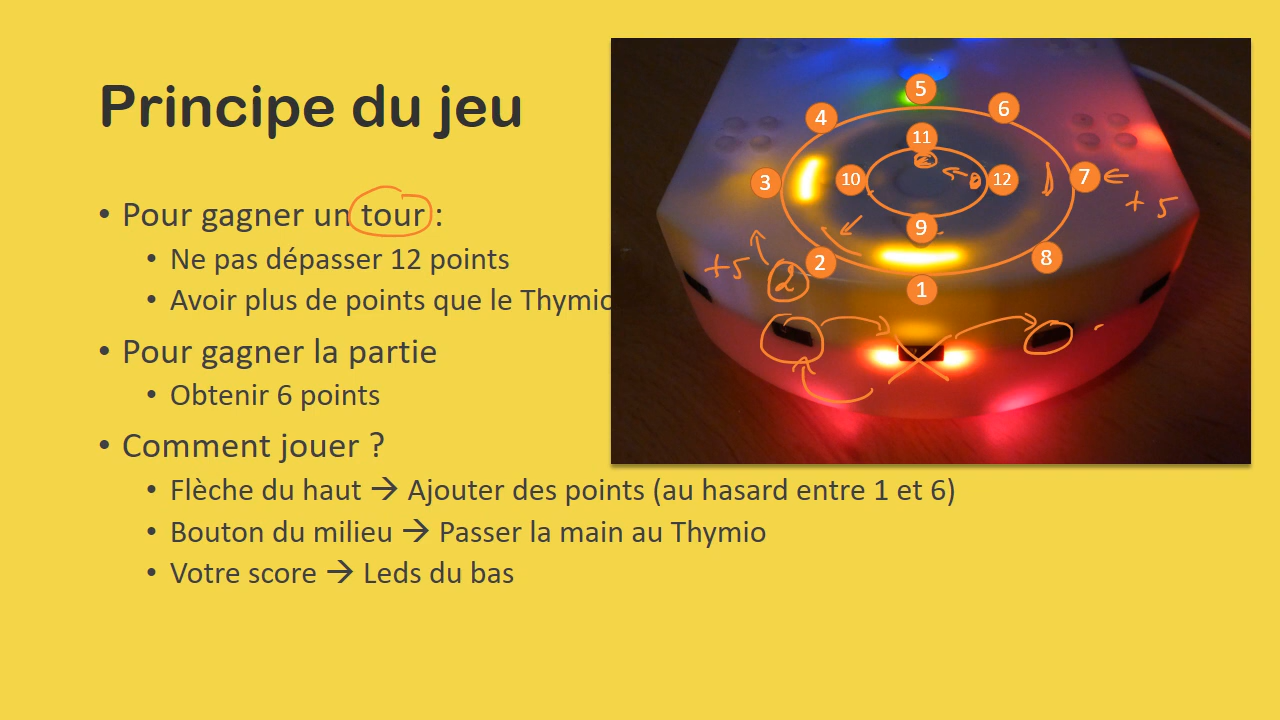 Principe du jeu
• Pour gagner un tour :
• Ne pas dépasser 12 points
• Avoir plus de points que le Thymio
• Pour gagner la partie
• Obtenir 6 points
• Comment jouer ?
• Flèche du haut → Ajouter des points (au hasard entre 1 et 6)
• Bouton du milieu → Passer la main au Thymio
• Votre score → Leds du bas
5
4
6
11
3
10
12
7
+5
9
2
8
+5
2
1